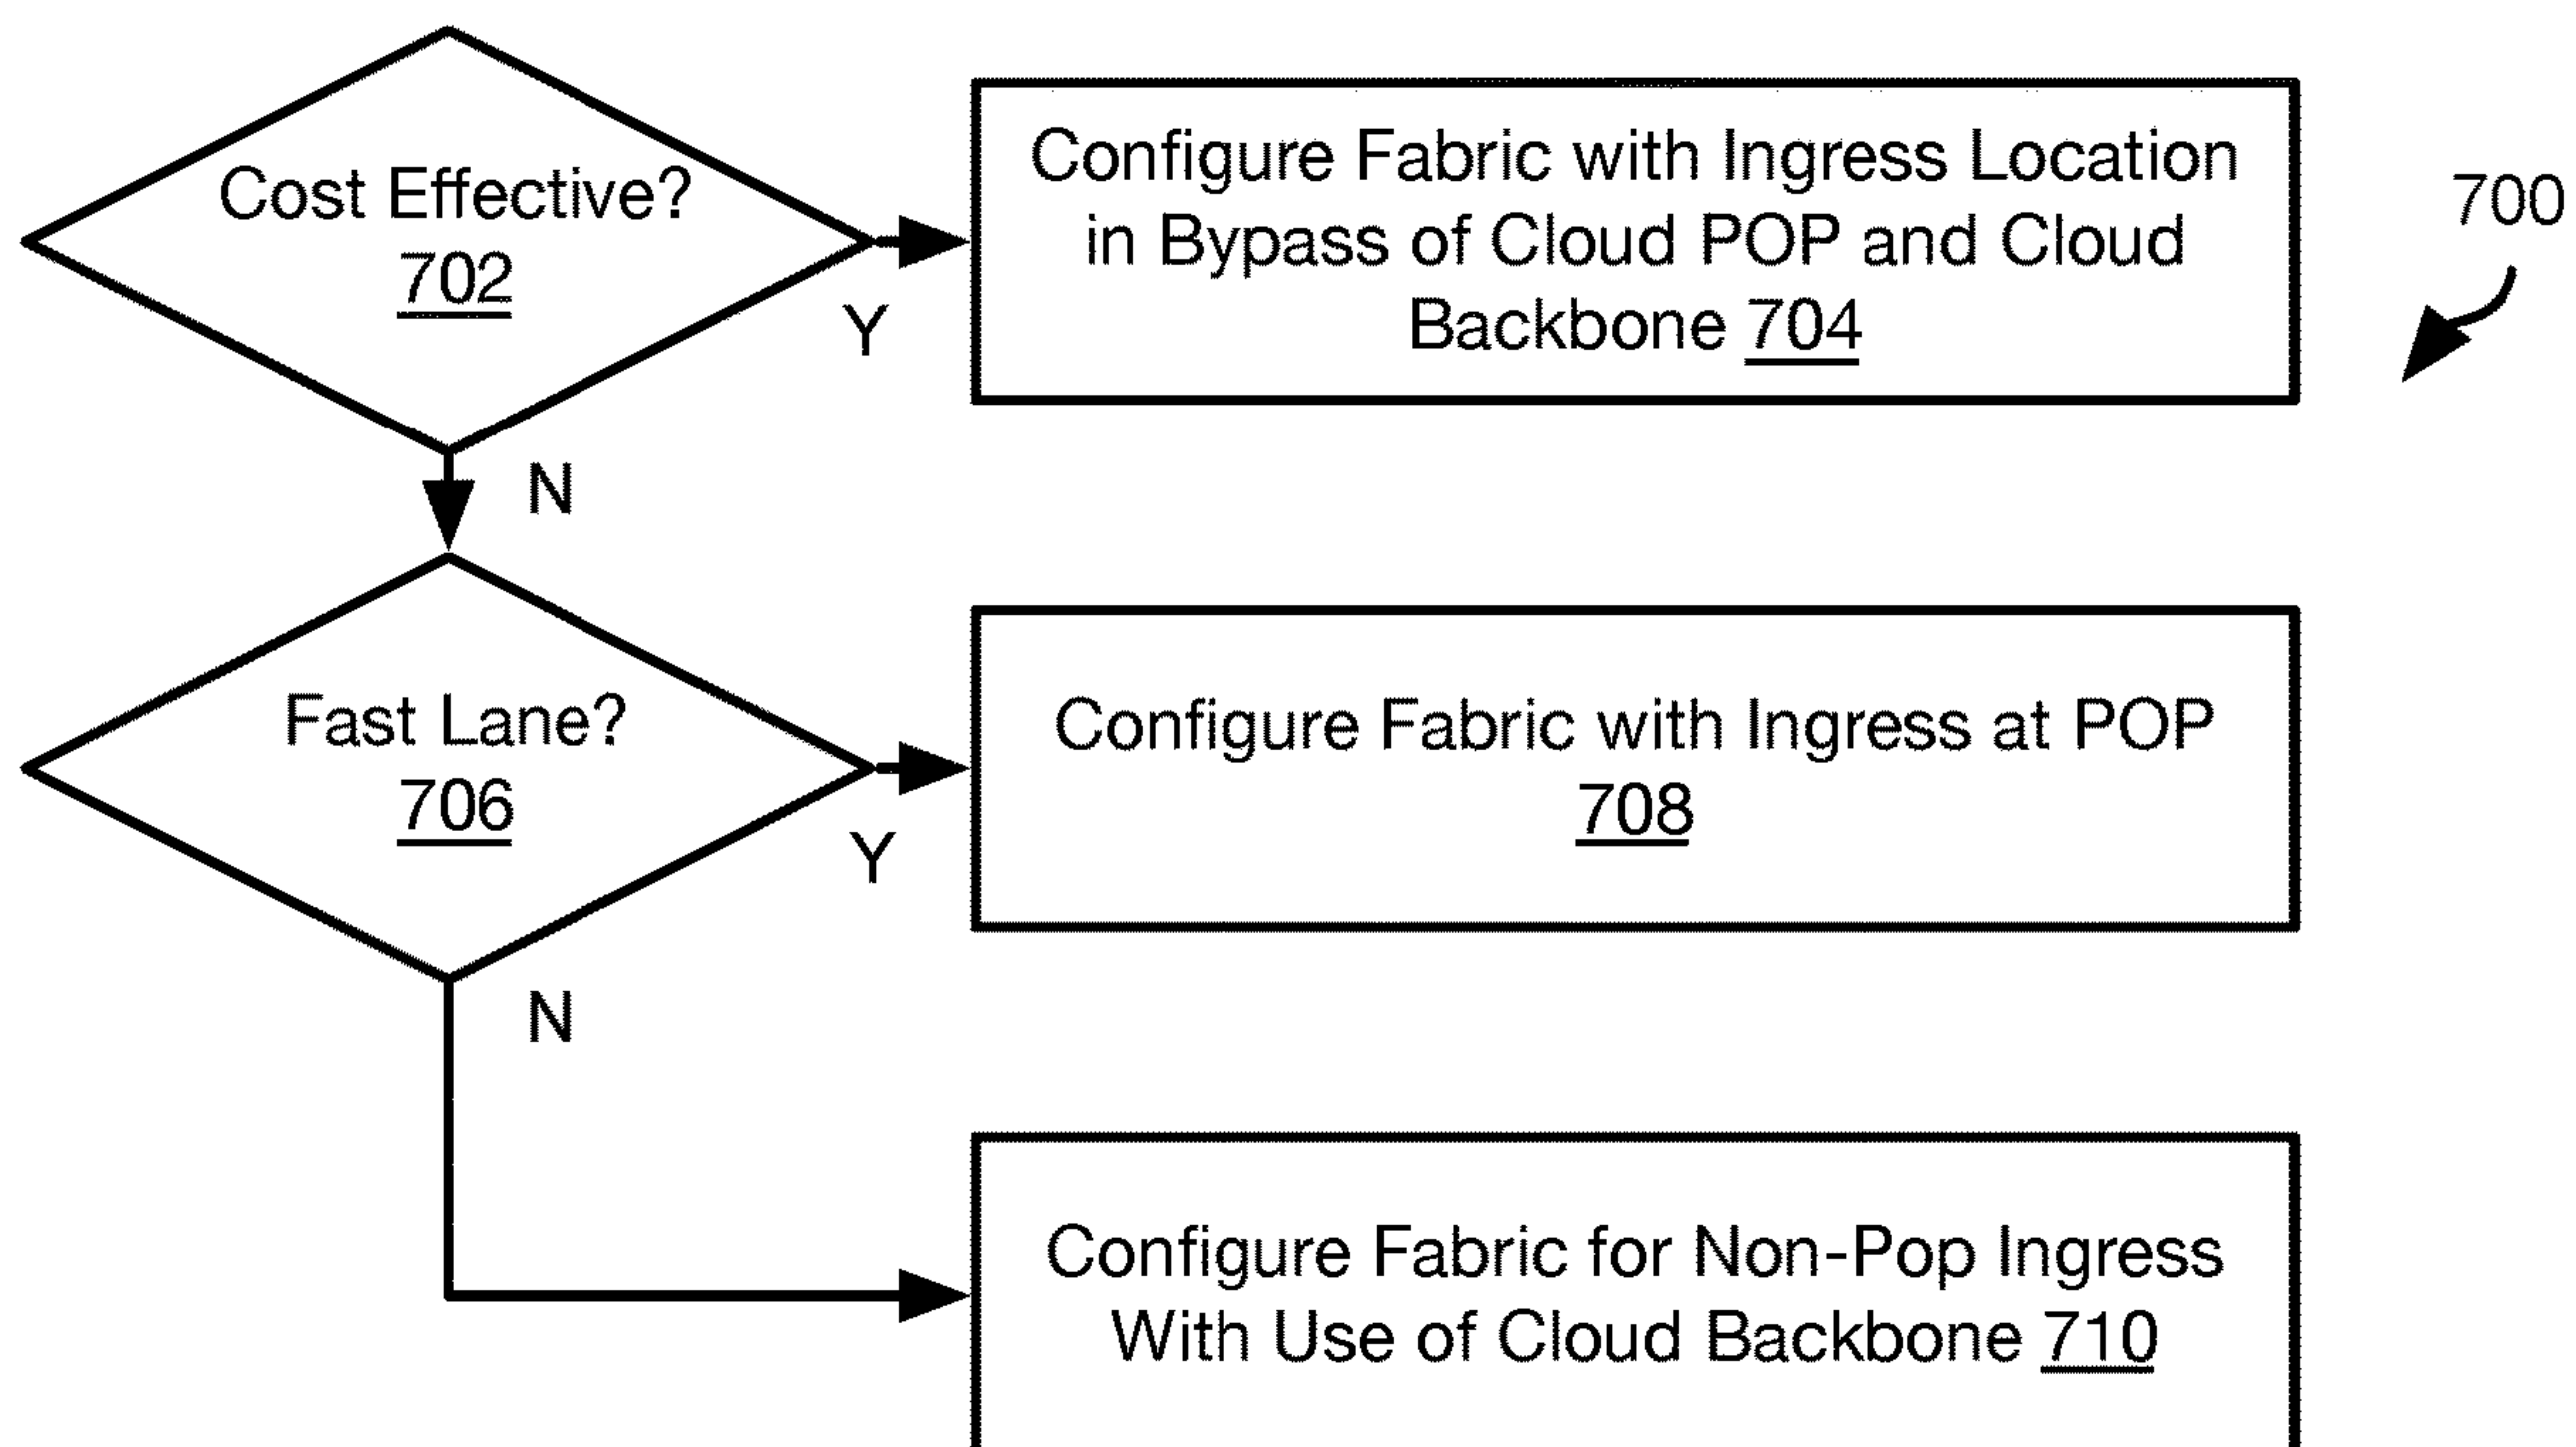 Cost Effective?
702
Y
N
Configure Fabric with Ingress Location
in Bypass of Cloud POP and Cloud
Backbone 704
700
Fast Lane?
706
Y
N
Configure Fabric with Ingress at POP
708
Configure Fabric for Non-Pop Ingress
With Use of Cloud Backbone 710